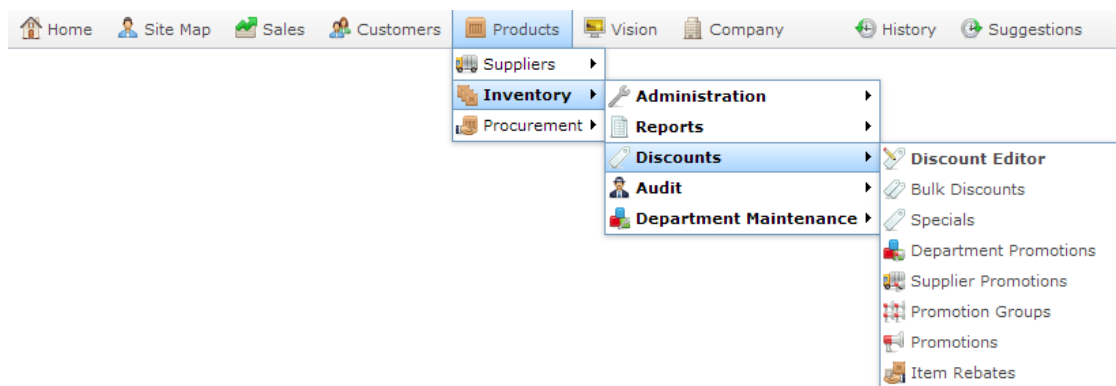 Home Site Map Sales Customers Products Vision Company History Suggestions
Suppliers
Inventory
Procurement
Administration
Reports
Discounts
Audit
Department Maintenance
Discount Editor
Bulk Discounts
Specials
Department Promotions
Supplier Promotions
Promotion Groups
Promotions
Item Rebates